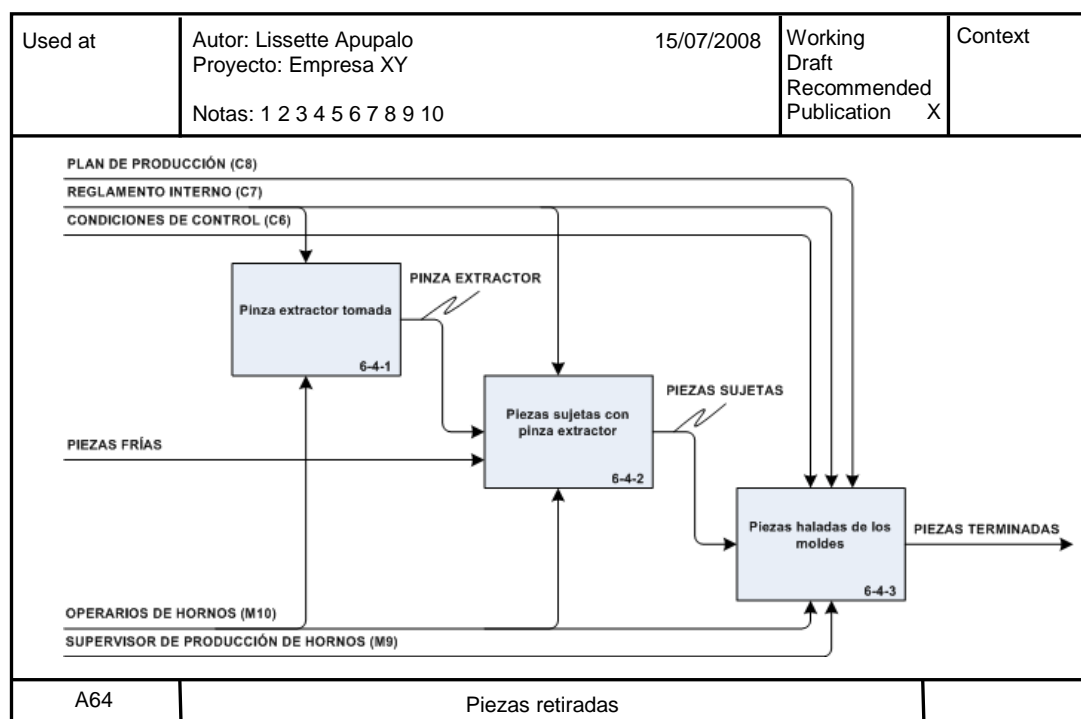 Used at
Autor: Lissette Apupalo 15/07/2008
Proyecto: Empresa XY
Notas: 1 2 3 4 5 6 7 8 9 10
Working
Draft
Recommended
Publication X
Context
PLAN DE PRODUCCIÓN (C8)
REGLAMENTO INTERNO (C7)
CONDICIONES DE CONTROL (C6)
Pinza extractor tomada
6-4-1
PINZA EXTRACTOR
Piezas sujetas con
pinza extractor
6-4-2
PIEZAS SUJETAS
PIEZAS FRÍAS
Piezas haladas de los
moldes
6-4-3
PIEZAS TERMINADAS
OPERARIOS DE HORNOS (M10)
SUPERVISOR DE PRODUCCIÓN DE HORNOS (M9)
A64
Piezas retiradas